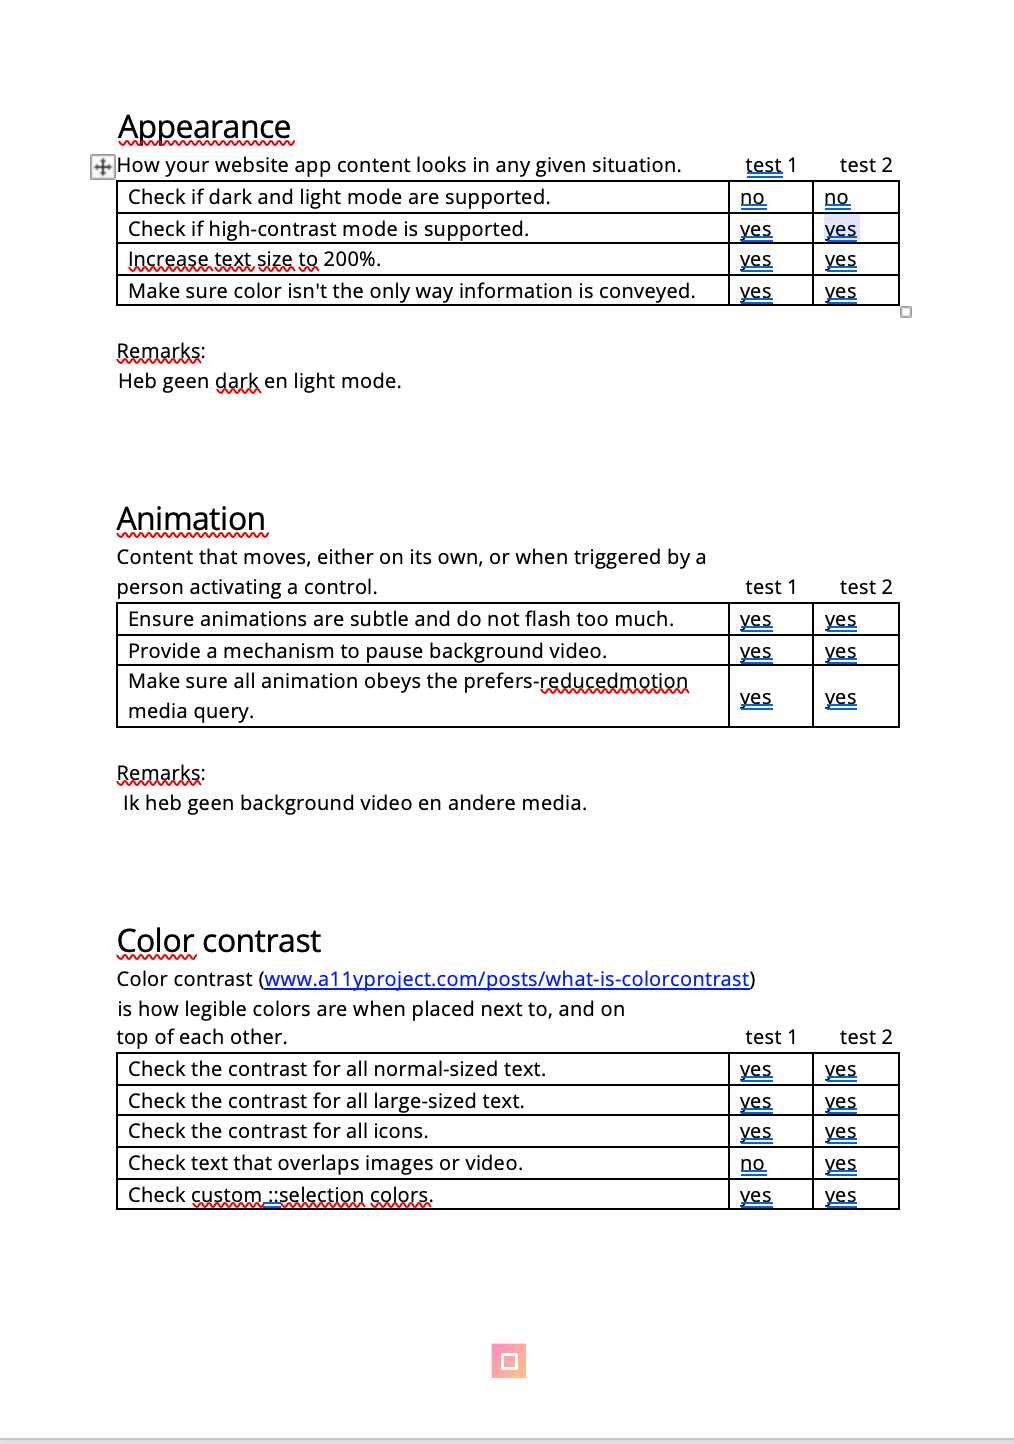 Appearance
How your website app content looks in any given situation. test 1 test 2
Check if dark and light mode are supported. no no
Check if high-contrast mode is supported. yes yes
Increase text size to 200%. yes yes
Make sure color isn't the only way information is conveyed. yes yes
Remarks:
Heb geen dark en light mode.
Animation
Content that moves, either on its own, or when triggered by a
person activating a control. test 1 test 2
Ensure animations are subtle and do not flash too much. yes yes
Provide a mechanism to pause background video. yes yes
Make sure all animation obeys the prefers-reducedmotion
media query. yes yes
Remarks:
Ik heb geen background video en andere media.
Color contrast
Color contrast (www.a11yproject.com/posts/what-is-colorcontrast)
is how legible colors are when placed next to, and on
top of each other. test 1 test 2
Check the contrast for all normal-sized text. yes yes
Check the contrast for all large-sized text. yes yes
Check the contrast for all icons. yes yes
Check text that overlaps images or video. no yes
Check custom ::selection colors. yes yes